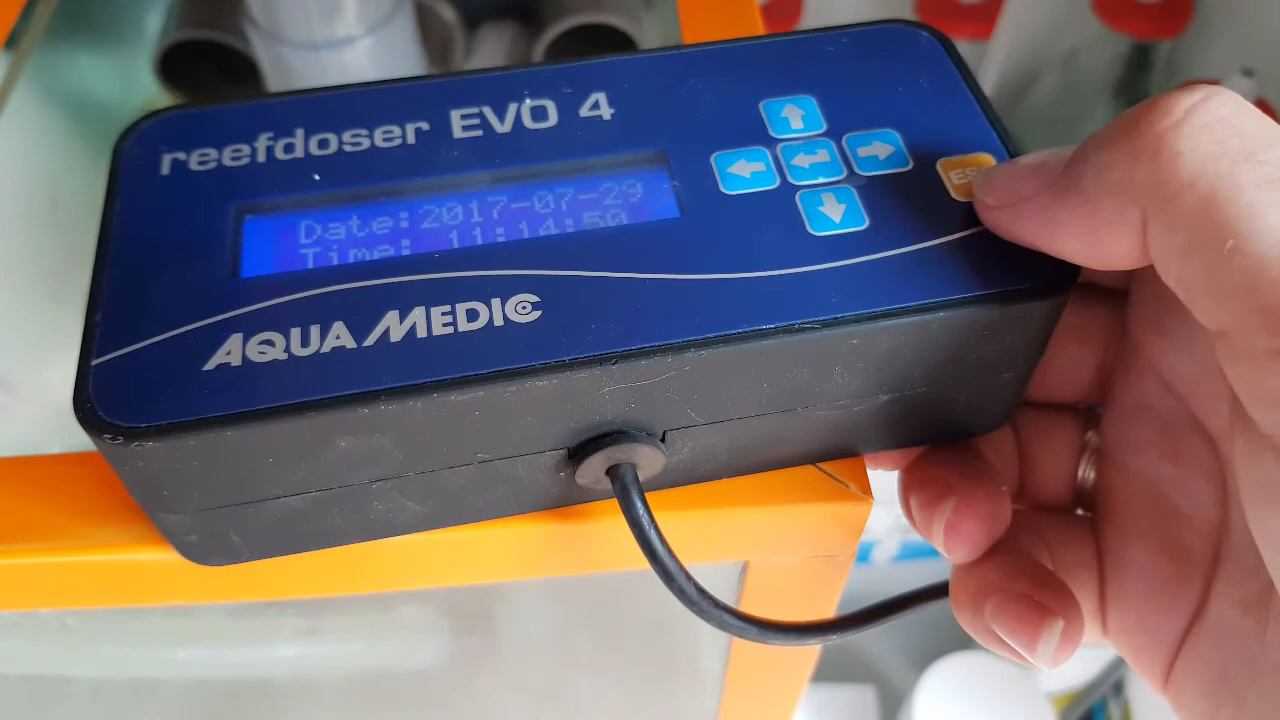 reefdoser EVO 4
Date:2017-07-29
Time: 11:14:50
ESC
AQUA MEDIC